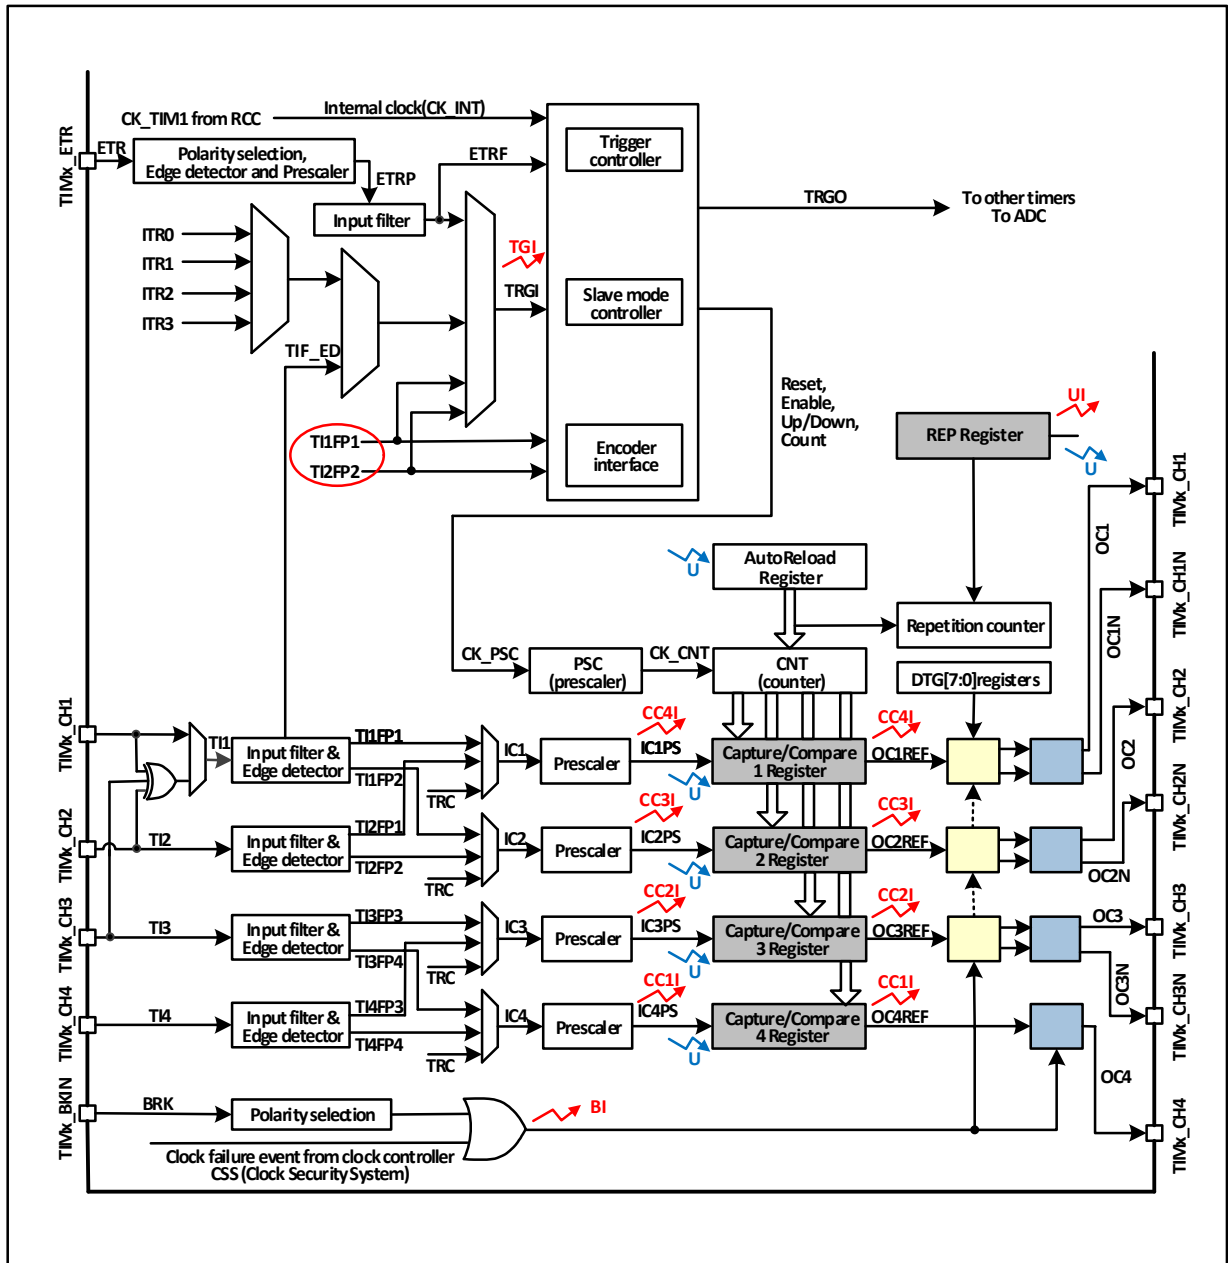 TIMx_ETR
CK_TIM1 from RCC
Internal clock(CK_INT)
ETR
Polarity selection,
Edge detector and Prescaler
ETRP
ETRF
Input filter
Trigger
controller
TRGO
To other timers
To ADC
ITR0
ITR1
ITR2
ITR3
TGI
TRGI
Slave mode
controller
TIF_ED
Reset,
Enable,
Up/Down,
Count
TI1FP1
TI2FP2
Encoder
interface
REP Register
UI
U
TIMx_CH1
OC1
U
AutoReload
Register
Repetition counter
TIMx_CH1N
OC1N
CK_PSC
PSC
(prescaler)
CK_CNT
CNT
(counter)
DTG[7:0]registers
TIMx_CH1
TI1
Input filter &
Edge detector
TI1FP1
TI1FP2
TRC
IC1
Prescaler
CC4I
IC1PS
U
Capture/Compare
1 Register
CC4I
OC1REF
OC2
TIMx_CH2
TIMx_CH2
TI2
Input filter &
Edge detector
TI2FP1
TI2FP2
TRC
IC2
Prescaler
CC3I
IC2PS
U
Capture/Compare
2 Register
CC3I
OC2REF
OC2N
TIMx_CH2N
TIMx_CH3
TI3
Input filter &
Edge detector
TI3FP3
TI3FP4
TRC
IC3
Prescaler
CC2I
IC3PS
U
Capture/Compare
3 Register
CC2I
OC3REF
OC3
TIMx_CH3
OC3N
TIMx_CH3N
TIMx_CH4
TI4
Input filter &
Edge detector
TI4FP3
TI4FP4
TRC
IC4
Prescaler
CC1I
IC4PS
U
Capture/Compare
4 Register
CC1I
OC4REF
OC4
TIMx_CH4
TIMx_BKIN
BRK
Polarity selection
BI
Clock failure event from clock controller
CSS (Clock Security System)